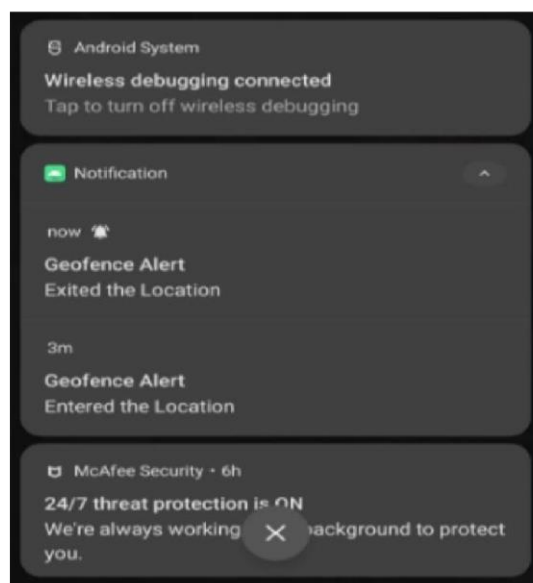 Android System
Wireless debugging connected
Tap to turn off wireless debugging
Notification
now
Geofence Alert
Exited the Location
3m
Geofence Alert
Entered the Location
McAfee Security • 6h
24/7 threat protection is ON
We're always working background to protect
you.